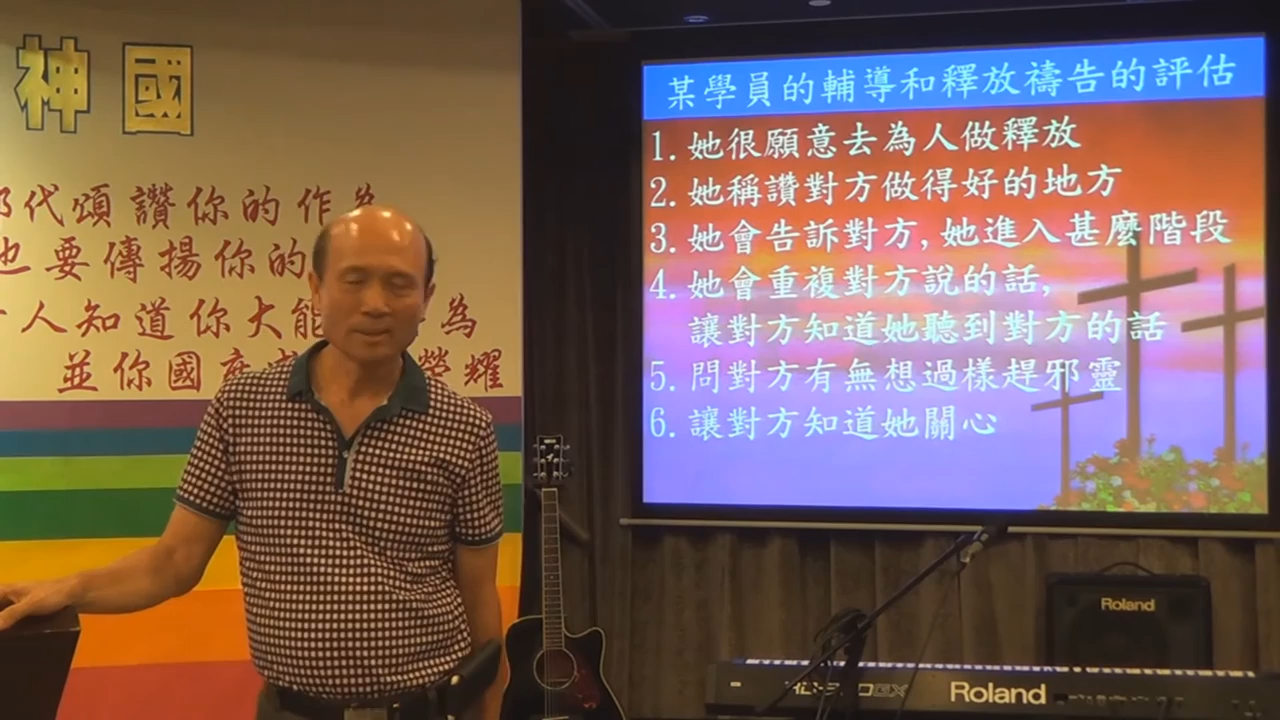 神國
代頌讚你的作為
也要傳揚你的
人知道你大能 為
並你國度 榮耀
某學員的輔導和釋放禱告的評估
1. 她很願意去為人做釋放
2. 她稱讚對方做得好的地方
3. 她會告訴對方, 她進入甚麼階段
4. 她會重複對方說的話,
讓對方知道她聽到對方的話
5. 問對方有無想過樣趕邪靈
6. 讓對方知道她關心
Roland
Roland